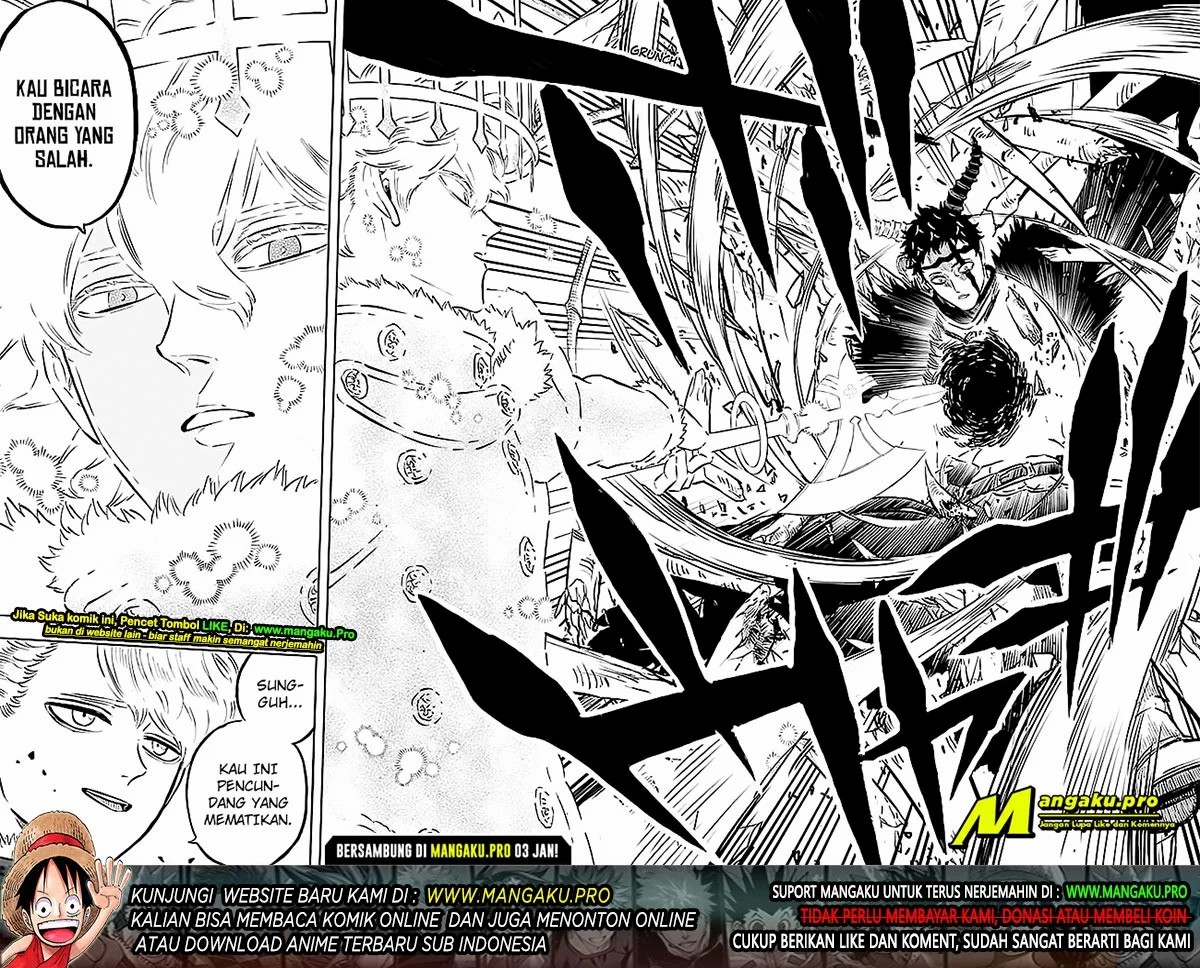 KAU BICARA
DENGAN
ORANG YANG
SALAH.
GRUNCH
Jika Suka komik ini, Pencet Tombol LIKE, Di: www.mangaku.Pro
bukan di website lain - biar staff makin semangat nerjemahin
SUNG-
GUH...
KAU INI
PENCUN-
DANG YANG
MEMATIKAN.
Mangaku.pro
Jangan Lupa Like dan Komennya
BERSAMBUNG DI MANGAKU.PRO 03 JAN!
KUNJUNGI WEBSITE BARU KAMI DI : WWW.MANGAKU.PRO
KALIAN BISA MEMBACA KOMIK ONLINE DAN JUGA MENONTON ONLINE
ATAU DOWNLOAD ANIME TERBARU SUB INDONESIA
SUPORT MANGAKU UNTUK TERUS NERJEMAHIN DI : WWW.MANGAKU.PRO
TIDAK PERLU MEMBAYAR KAMI, DONASI ATAU MEMBELI KOIN
CUKUP BERIKAN LIKE DAN KOMENT, SUDAH SANGAT BERARTI BAGI KAMI